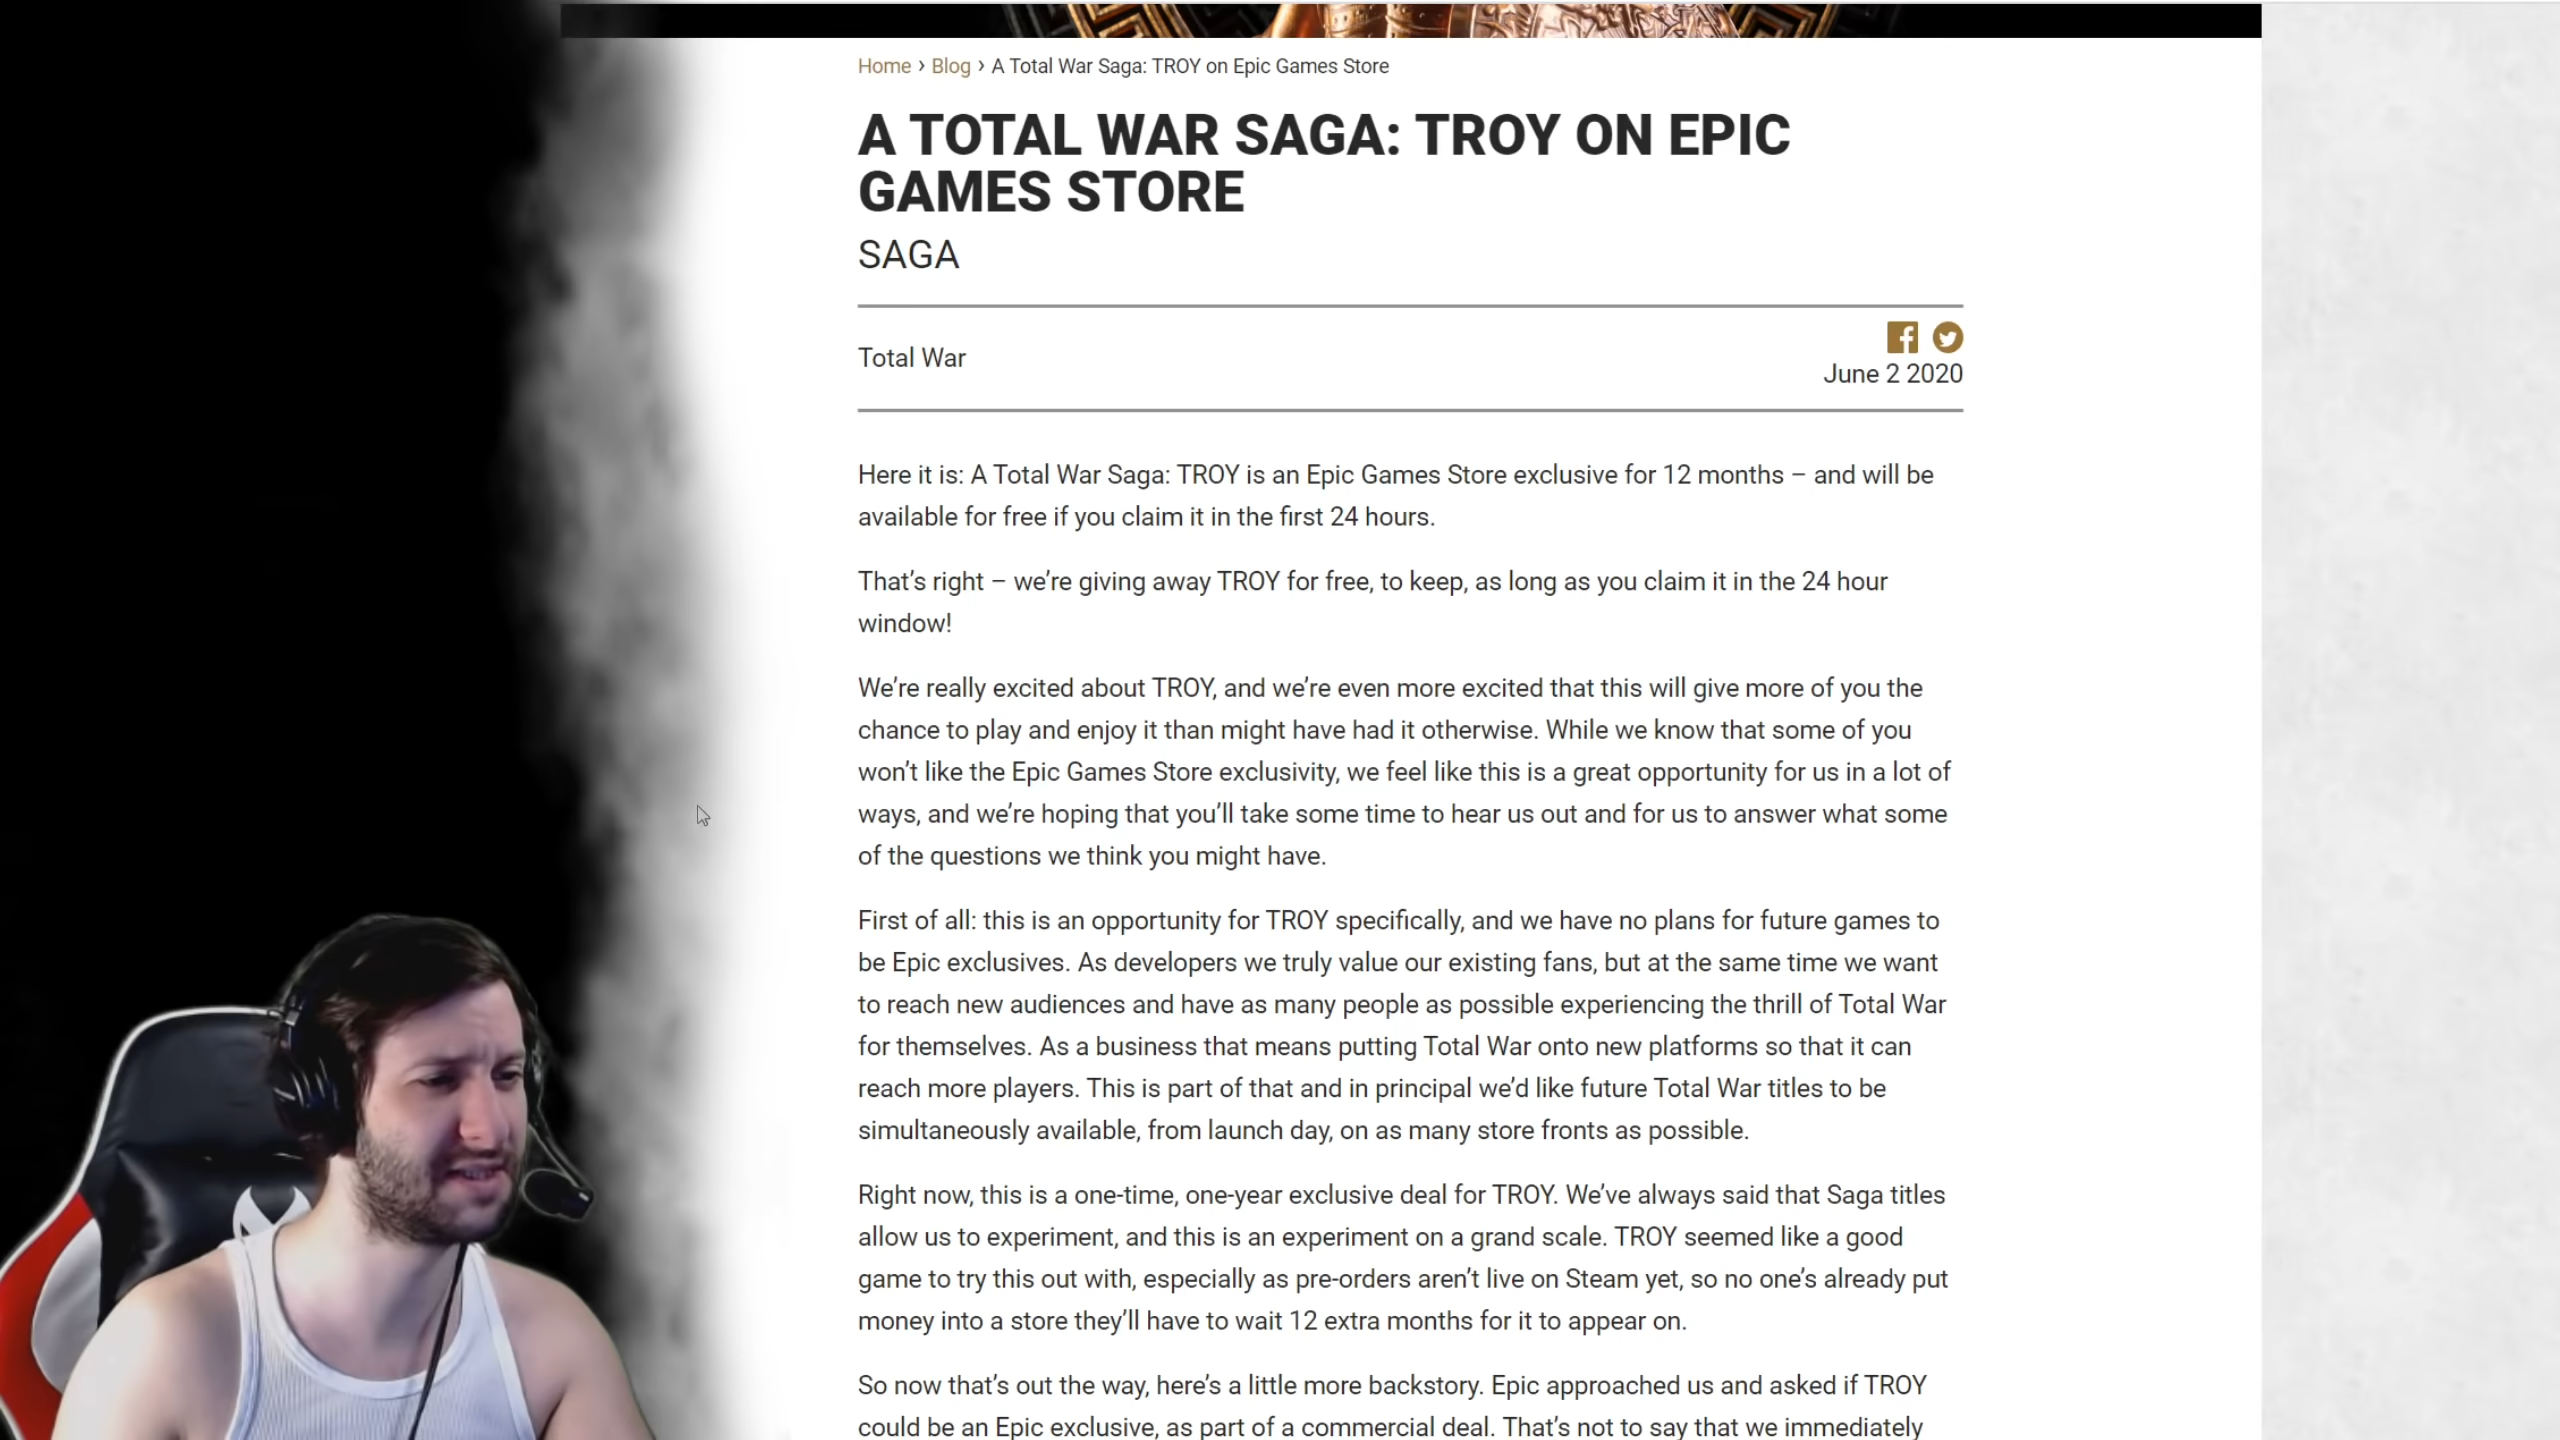 Home › Blog › A Total War Saga: TROY on Epic Games Store
A TOTAL WAR SAGA: TROY ON EPIC
GAMES STORE
SAGA
Total War
June 2 2020
Here it is: A Total War Saga: TROY is an Epic Games Store exclusive for 12 months – and will be
available for free if you claim it in the first 24 hours.
That’s right – we’re giving away TROY for free, to keep, as long as you claim it in the 24 hour
window!
We’re really excited about TROY, and we’re even more excited that this will give more of you the
chance to play and enjoy it than might have had it otherwise. While we know that some of you
won’t like the Epic Games Store exclusivity, we feel like this is a great opportunity for us in a lot of
ways, and we’re hoping that you’ll take some time to hear us out and for us to answer what some
of the questions we think you might have.
First of all: this is an opportunity for TROY specifically, and we have no plans for future games to
be Epic exclusives. As developers we truly value our existing fans, but at the same time we want
to reach new audiences and have as many people as possible experiencing the thrill of Total War
for themselves. As a business that means putting Total War onto new platforms so that it can
reach more players. This is part of that and in principal we’d like future Total War titles to be
simultaneously available, from launch day, on as many store fronts as possible.
Right now, this is a one-time, one-year exclusive deal for TROY. We’ve always said that Saga titles
allow us to experiment, and this is an experiment on a grand scale. TROY seemed like a good
game to try this out with, especially as pre-orders aren’t live on Steam yet, so no one’s already put
money into a store they’ll have to wait 12 extra months for it to appear on.
So now that’s out the way, here’s a little more backstory. Epic approached us and asked if TROY
could be an Epic exclusive, as part of a commercial deal. That’s not to say that we immediately